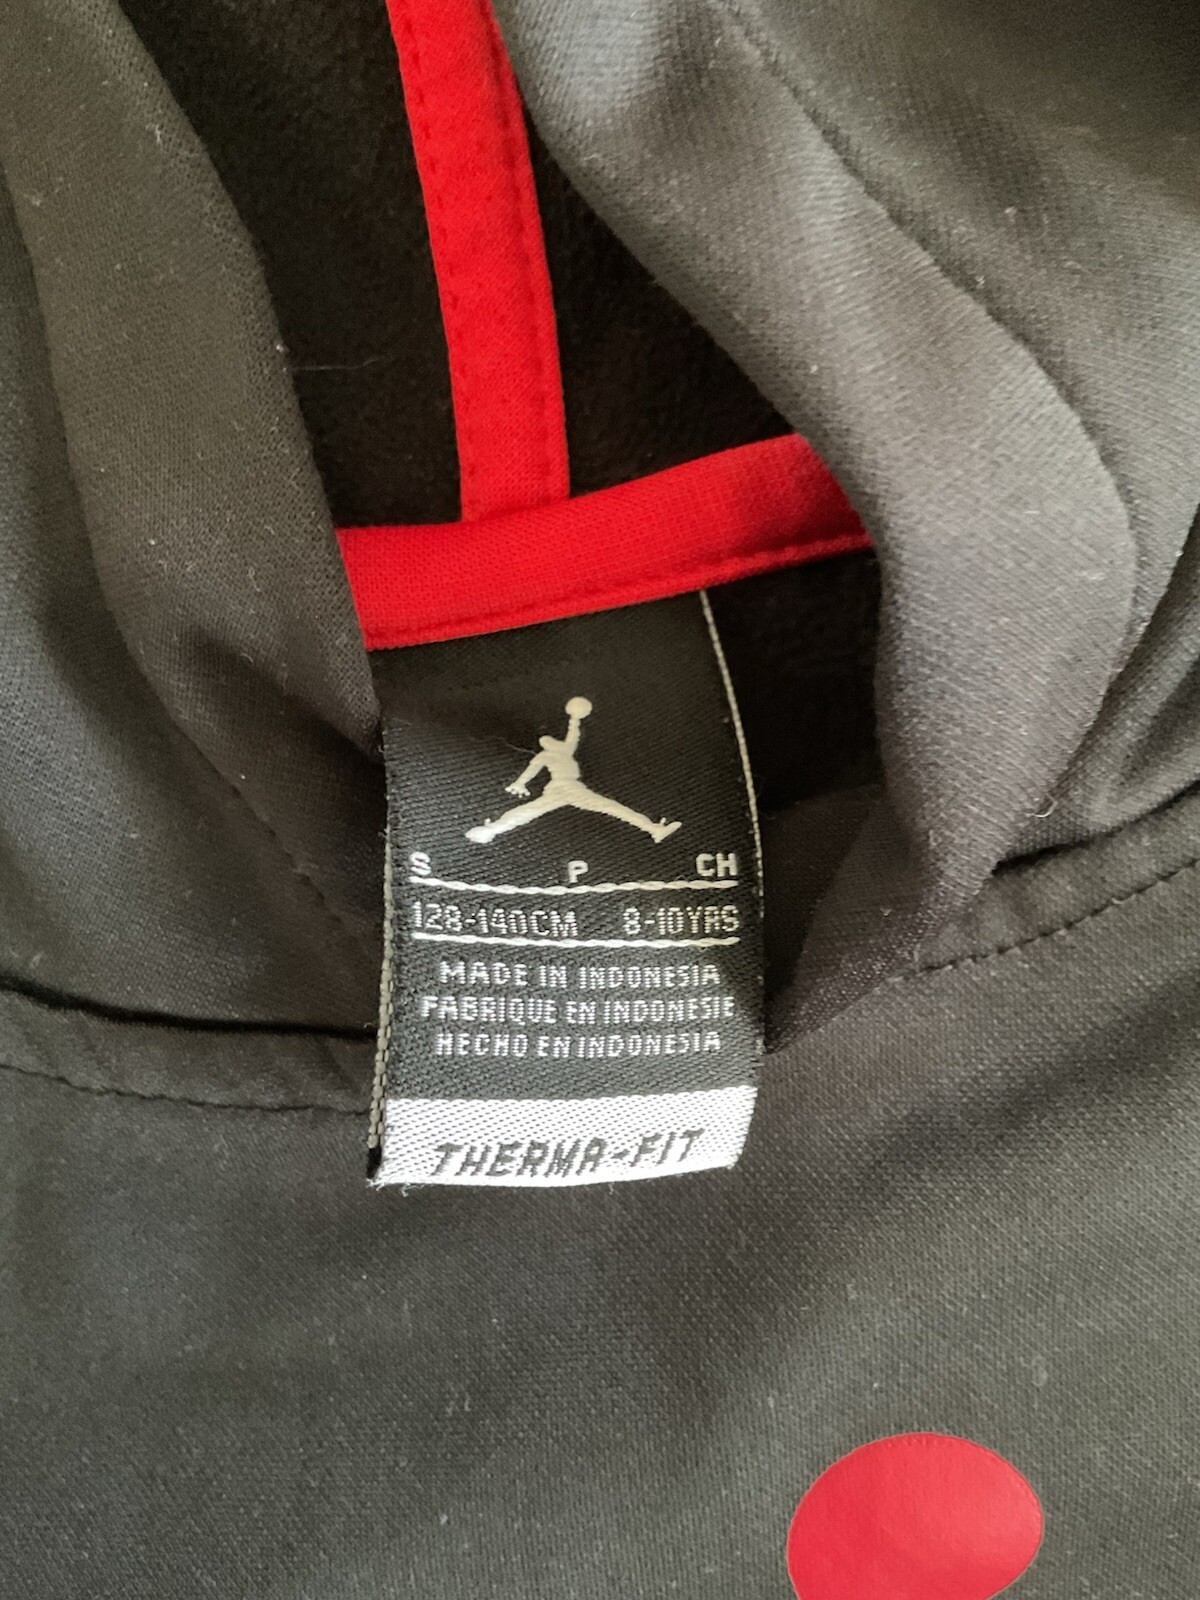 S P CH
128-140CM 8-10YRS
MADE IN INDONESIA
FABRIQUE EN INDONESIE
HECHO EN INDONESIA
THERMA-FIT